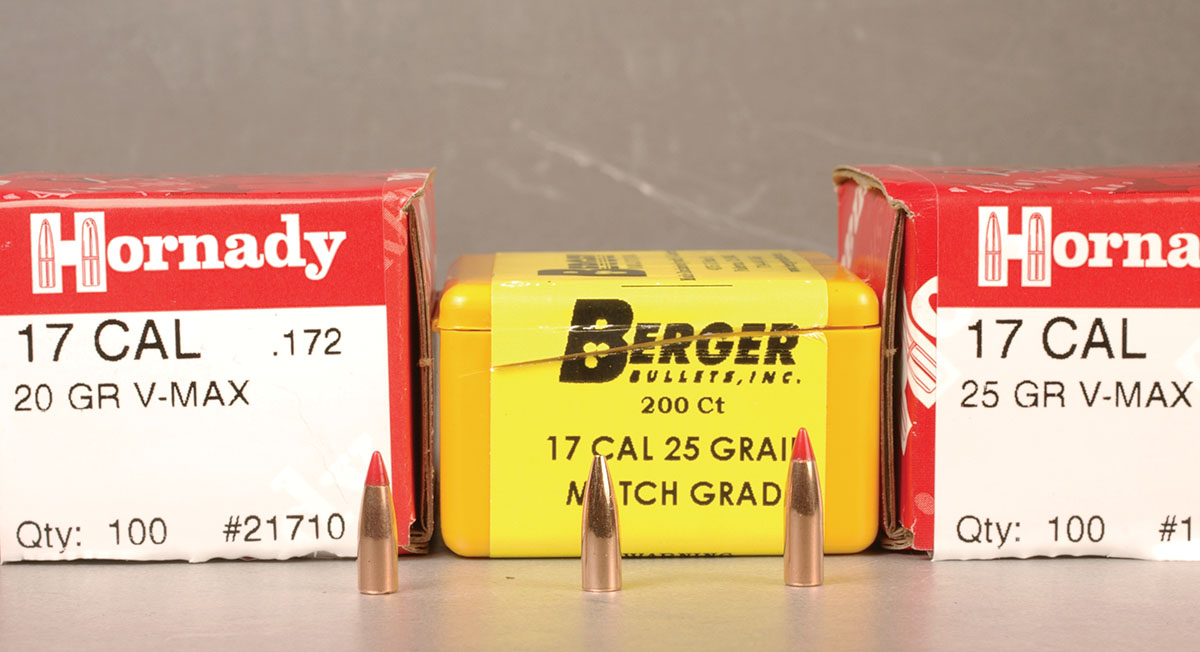 Hornady
17 CAL .172
20 GR V-MAX
Qty: 100 #21710
BERGER
BULLETS, INC.
200 Ct
17 CAL 25 GRAI
M TCH GRAD
WARNING
Horna
17 CAL
25 GR V-MAX
Qty: 100 #1